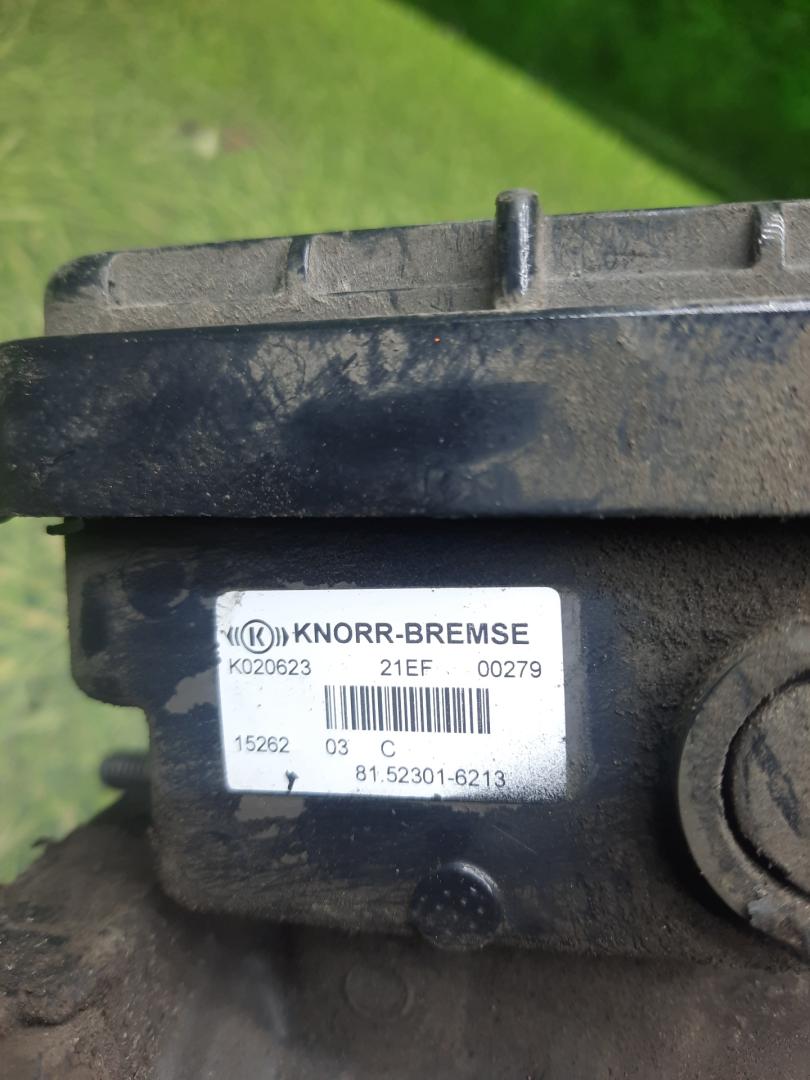 KNORR-BREMSE
K020623 21EF 00279
15262 03 C
81.52301-6213